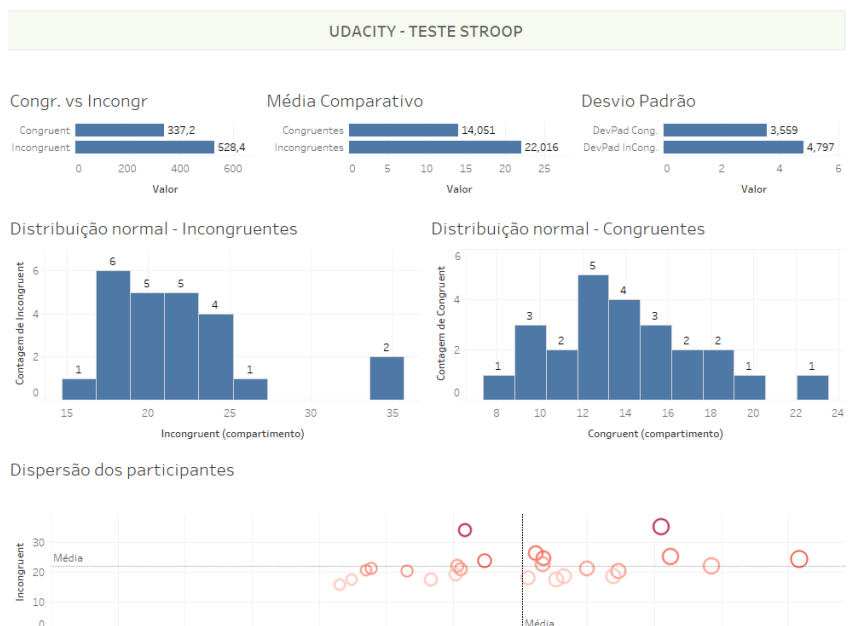 UDACITY - TESTE STROOP
Congr. vs Incongr
Congruent 337,2
Incongruent 528,4
0 200 400 600
Valor
Média Comparativo
Congruentes 14,051
Incongruentes 22,016
0 5 10 15 20 25
Valor
Desvio Padrão
DevPad Cong. 3,559
DevPad InCong. 4,797
0 2 4 6
Valor
Distribuição normal - Incongruentes
Contagem de Incongruent
6
4
2
0
1 6 5 5 4 1 2
15 20 25 30 35
Incongruent (compartimento)
Distribuição normal - Congruentes
Contagem de Congruent
6
4
2
0
1 3 2 5 4 3 2 2 1 1
8 10 12 14 16 18 20 22 24
Congruent (compartimento)
Dispersão dos participantes
Incongruent
30
20
10
0
Média
Média